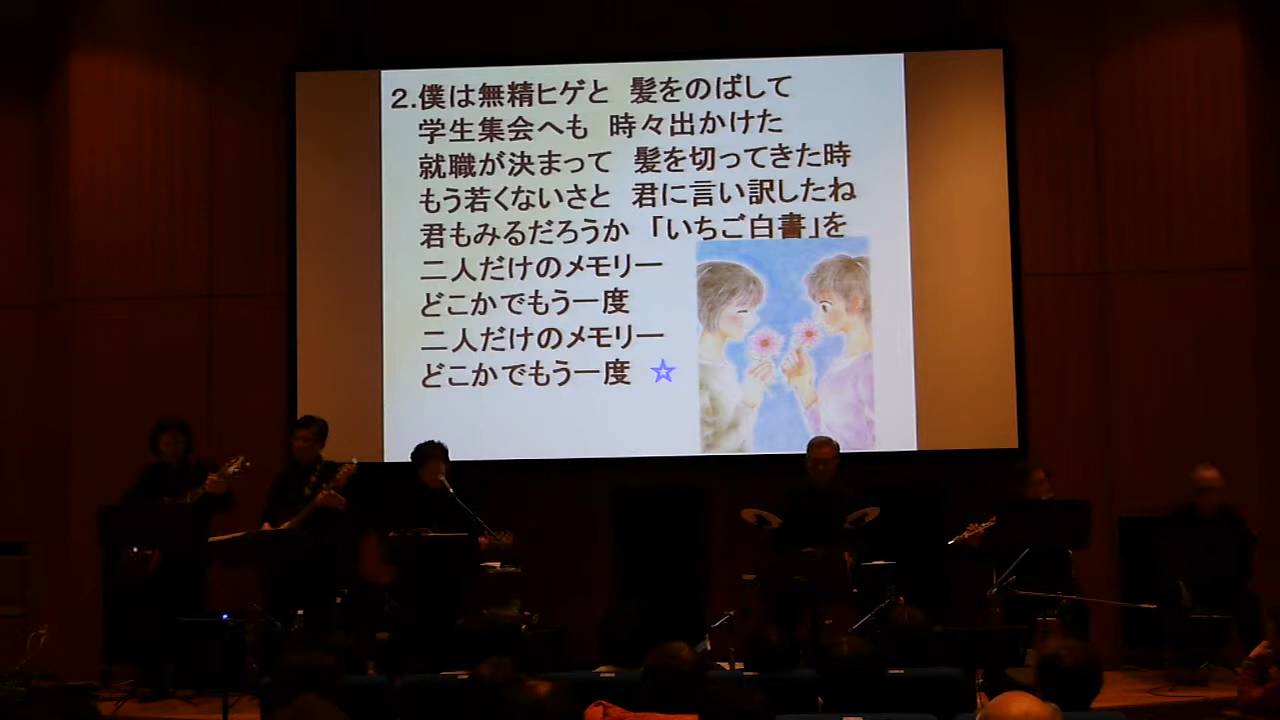 2.僕は無精ヒゲと 髪をのばして
学生集会へも 時々出かけた
就職が決まって 髪を切ってきた時
もう若くないさと 君に言い訳したね
君もみるだろうか 「いちご白書」を
二人だけのメモリー
どこかでもう一度
二人だけのメモリー
どこかでもう一度 ☆